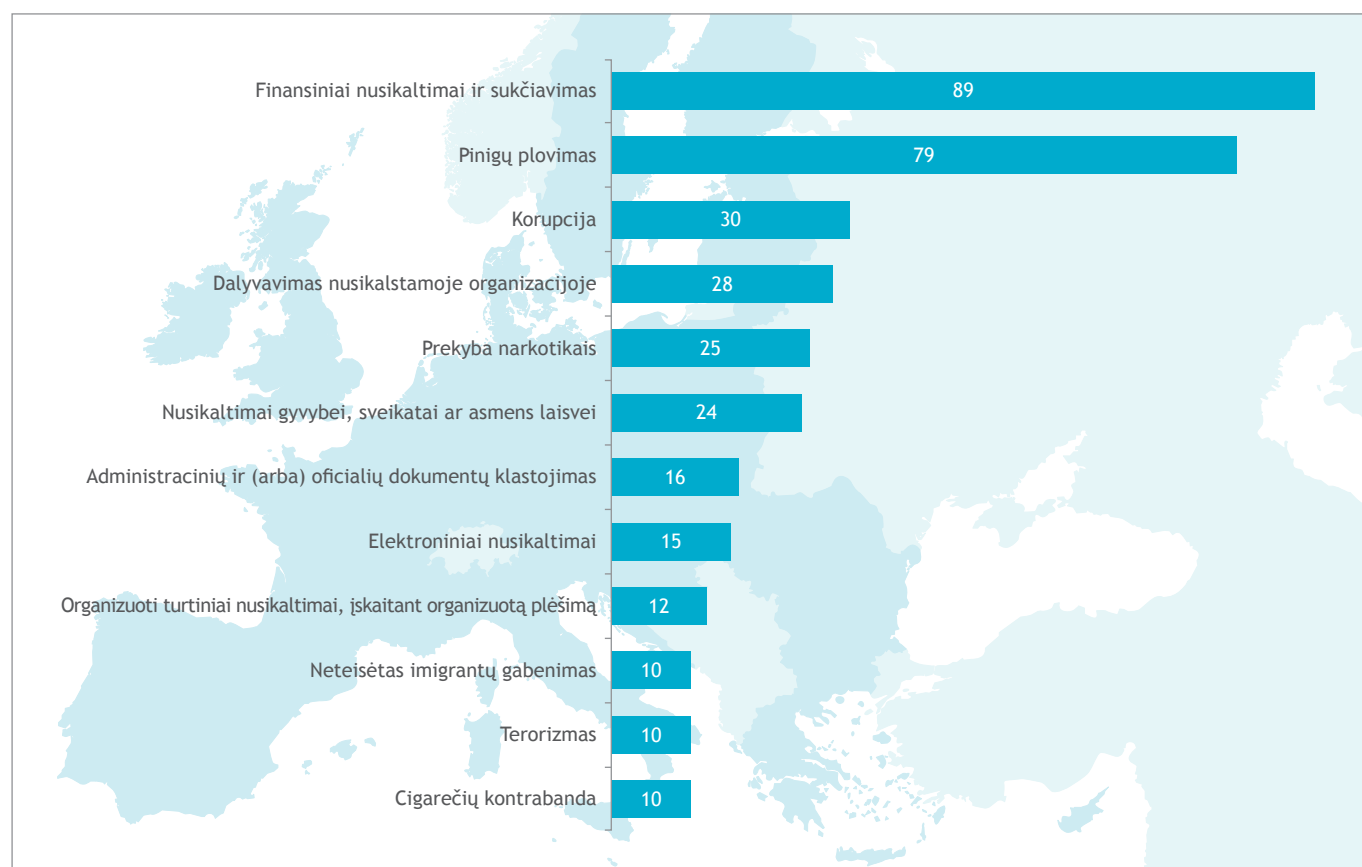 Finansiniai nusikaltimai ir sukčiavimas 89
Pinigų plovimas 79
Korupcija 30
Dalyvavimas nusikalstamoje organizacijoje 28
Prekyba narkotikais 25
Nusikaltimai gyvybei, sveikatai ar asmens laisvei 24
Administracinių ir (arba) oficialių dokumentų klastojimas 16
Elektroniniai nusikaltimai 15
Organizuoti turtiniai nusikaltimai, įskaitant organizuotą plėšimą 12
Neteisėtas imigrantų gabenimas 10
Terorizmas 10
Cigarečių kontrabanda 10